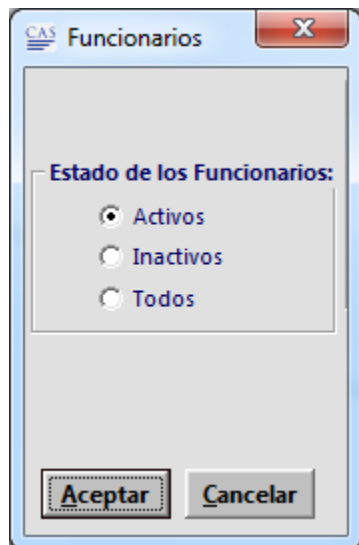 CAS Funcionarios
Estado de los Funcionarios:
Activos
Inactivos
Todos
Aceptar Cancelar